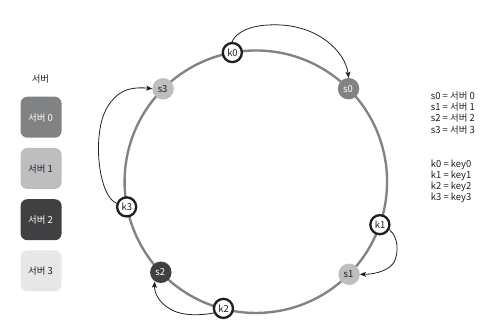 k0
서버
s3
s0
서버 0
s0 = 서버 0
s1 = 서버 1
s2 = 서버 2
s3 = 서버 3
서버 1
k0 = key0
k1 = key1
k2 = key2
k3 = key3
서버 2
k3
k1
서버 3
s2
s1
k2